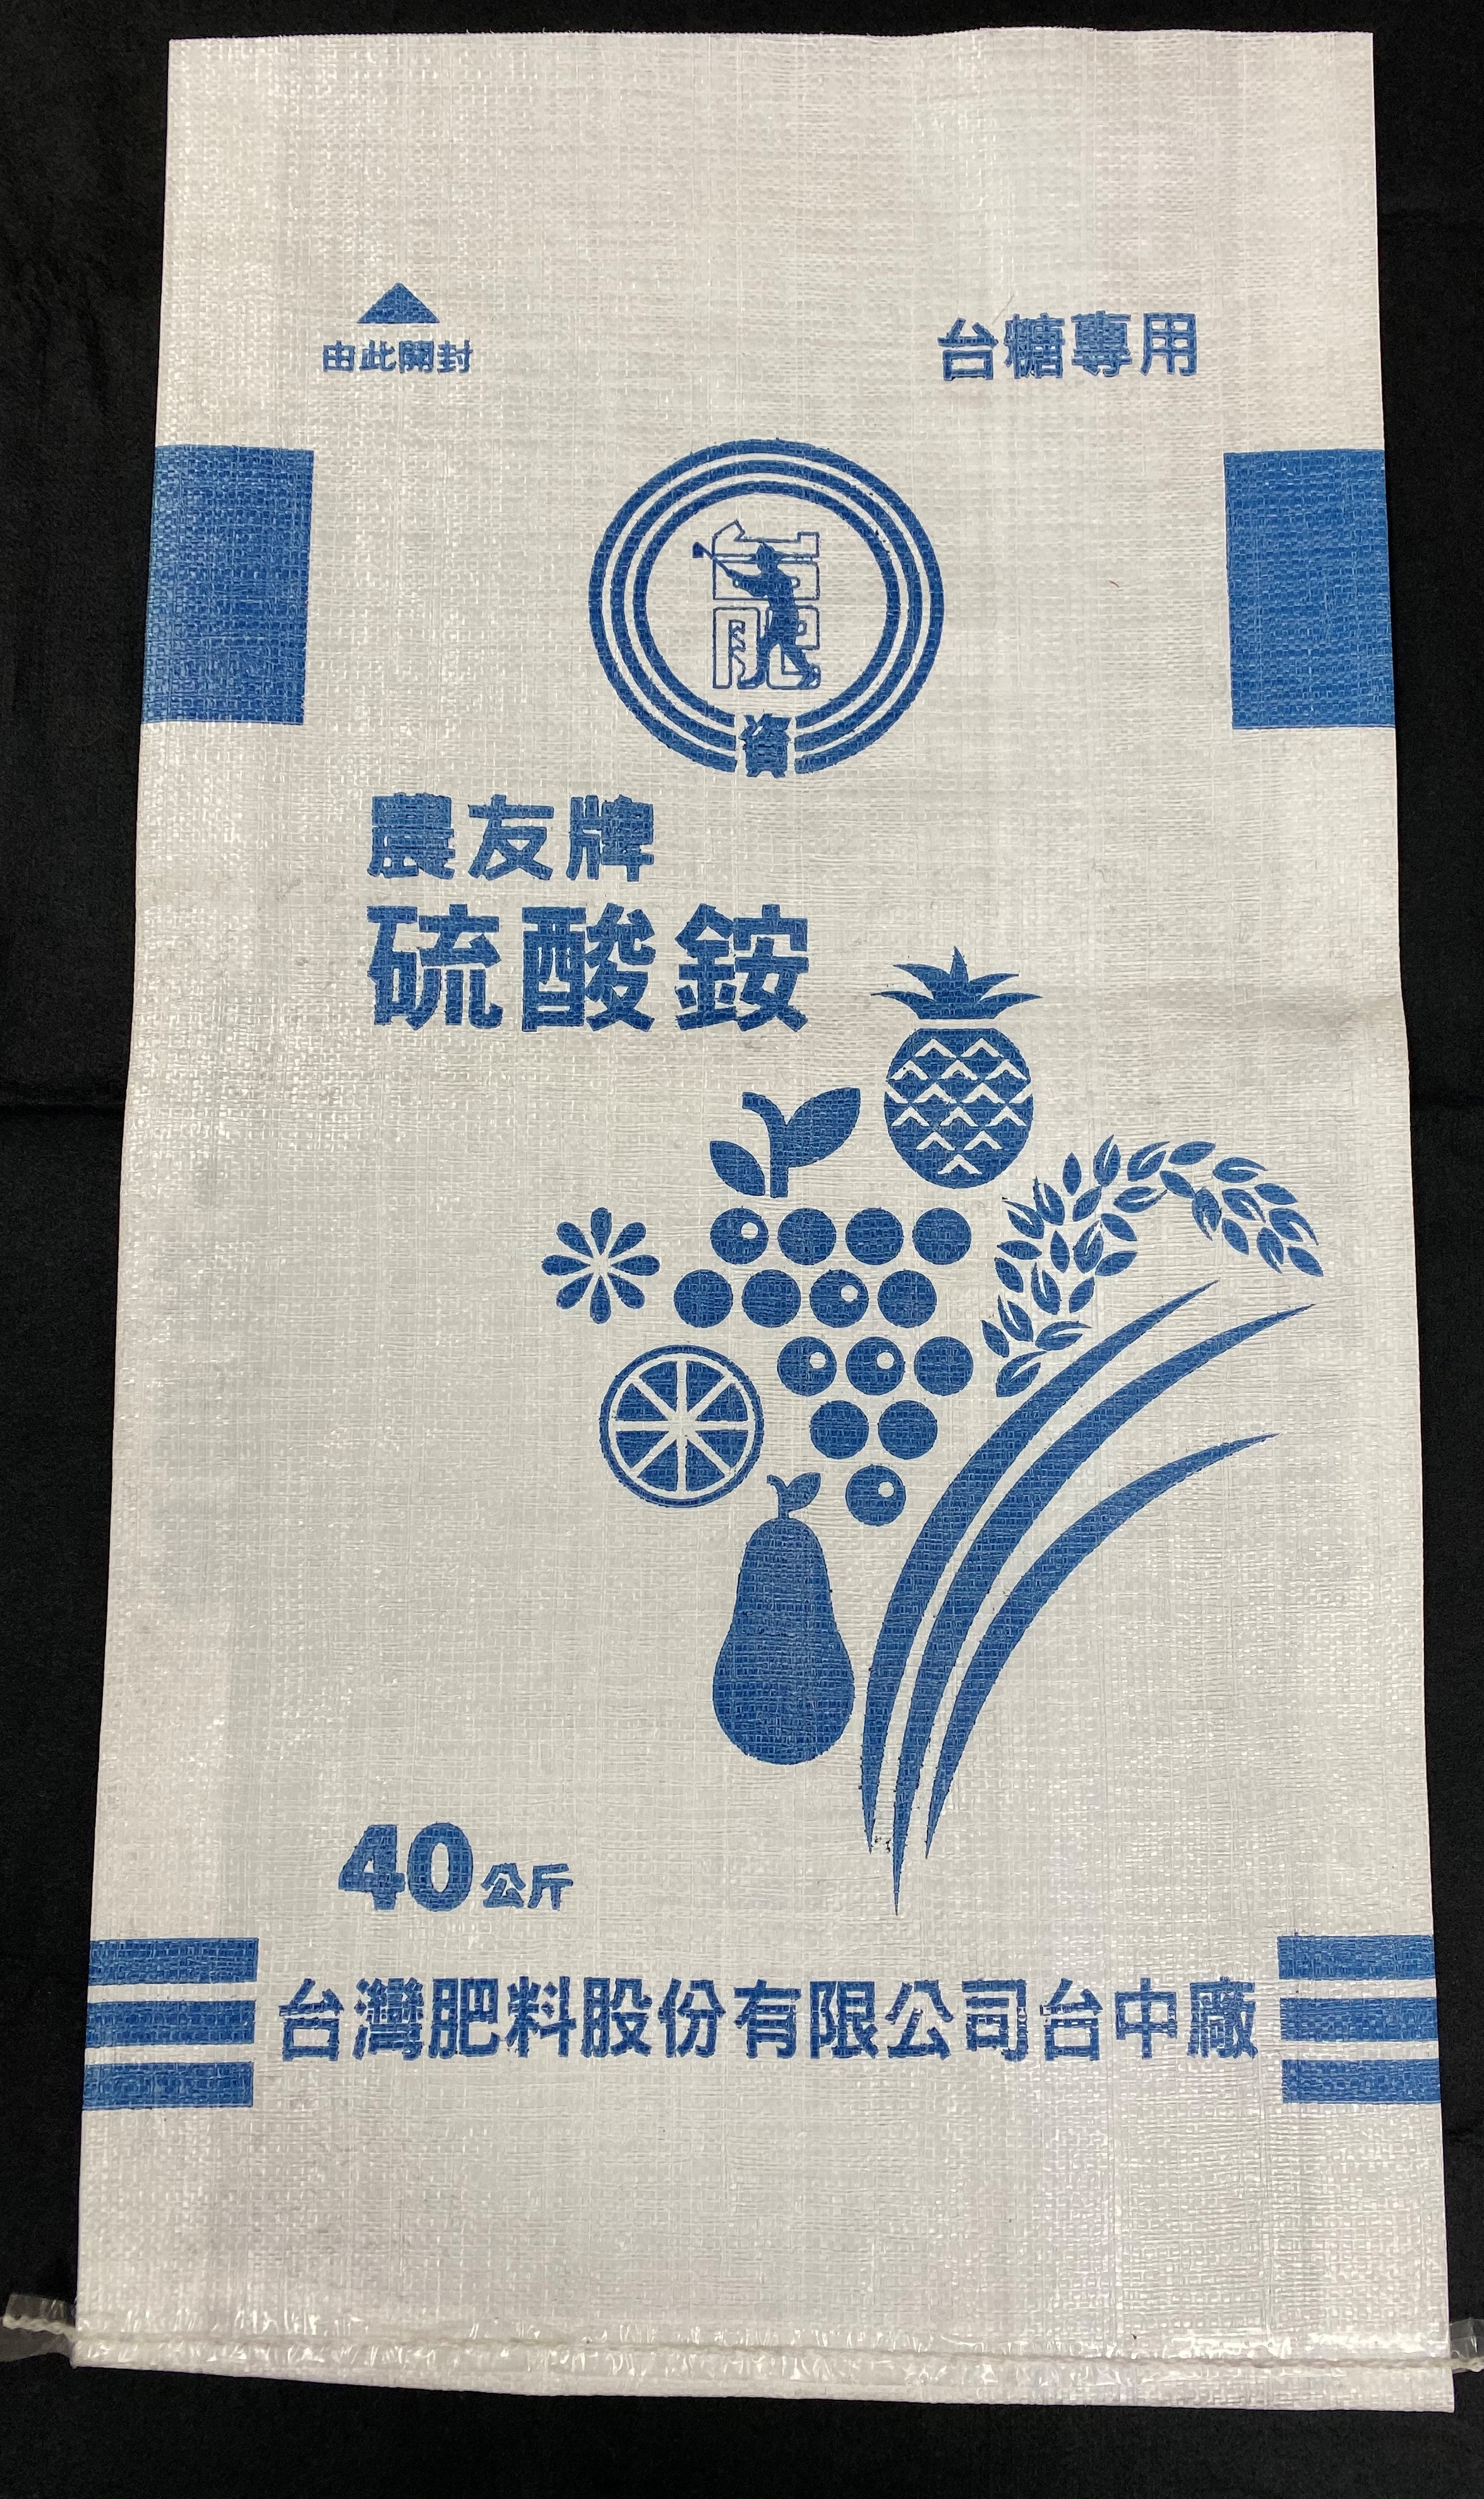 由此開封
台糖專用
台肥
資
農友牌
硫酸銨
40公斤
台灣肥料股份有限公司台中廠